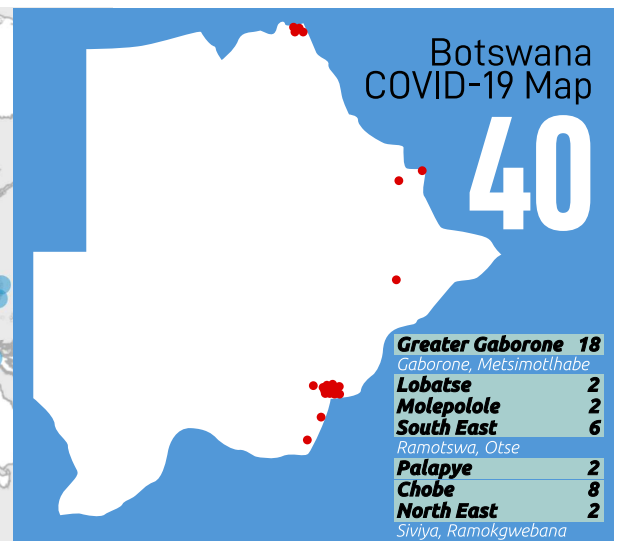 Botswana
COVID-19 Map
40
Greater Gaborone 18
Gaborone, Metsimotlhabe
Lobatse 2
Molepolole 2
South East 6
Ramotswa, Otse
Palapye 2
Chobe 8
North East 2
Siviya, Ramokgwebana